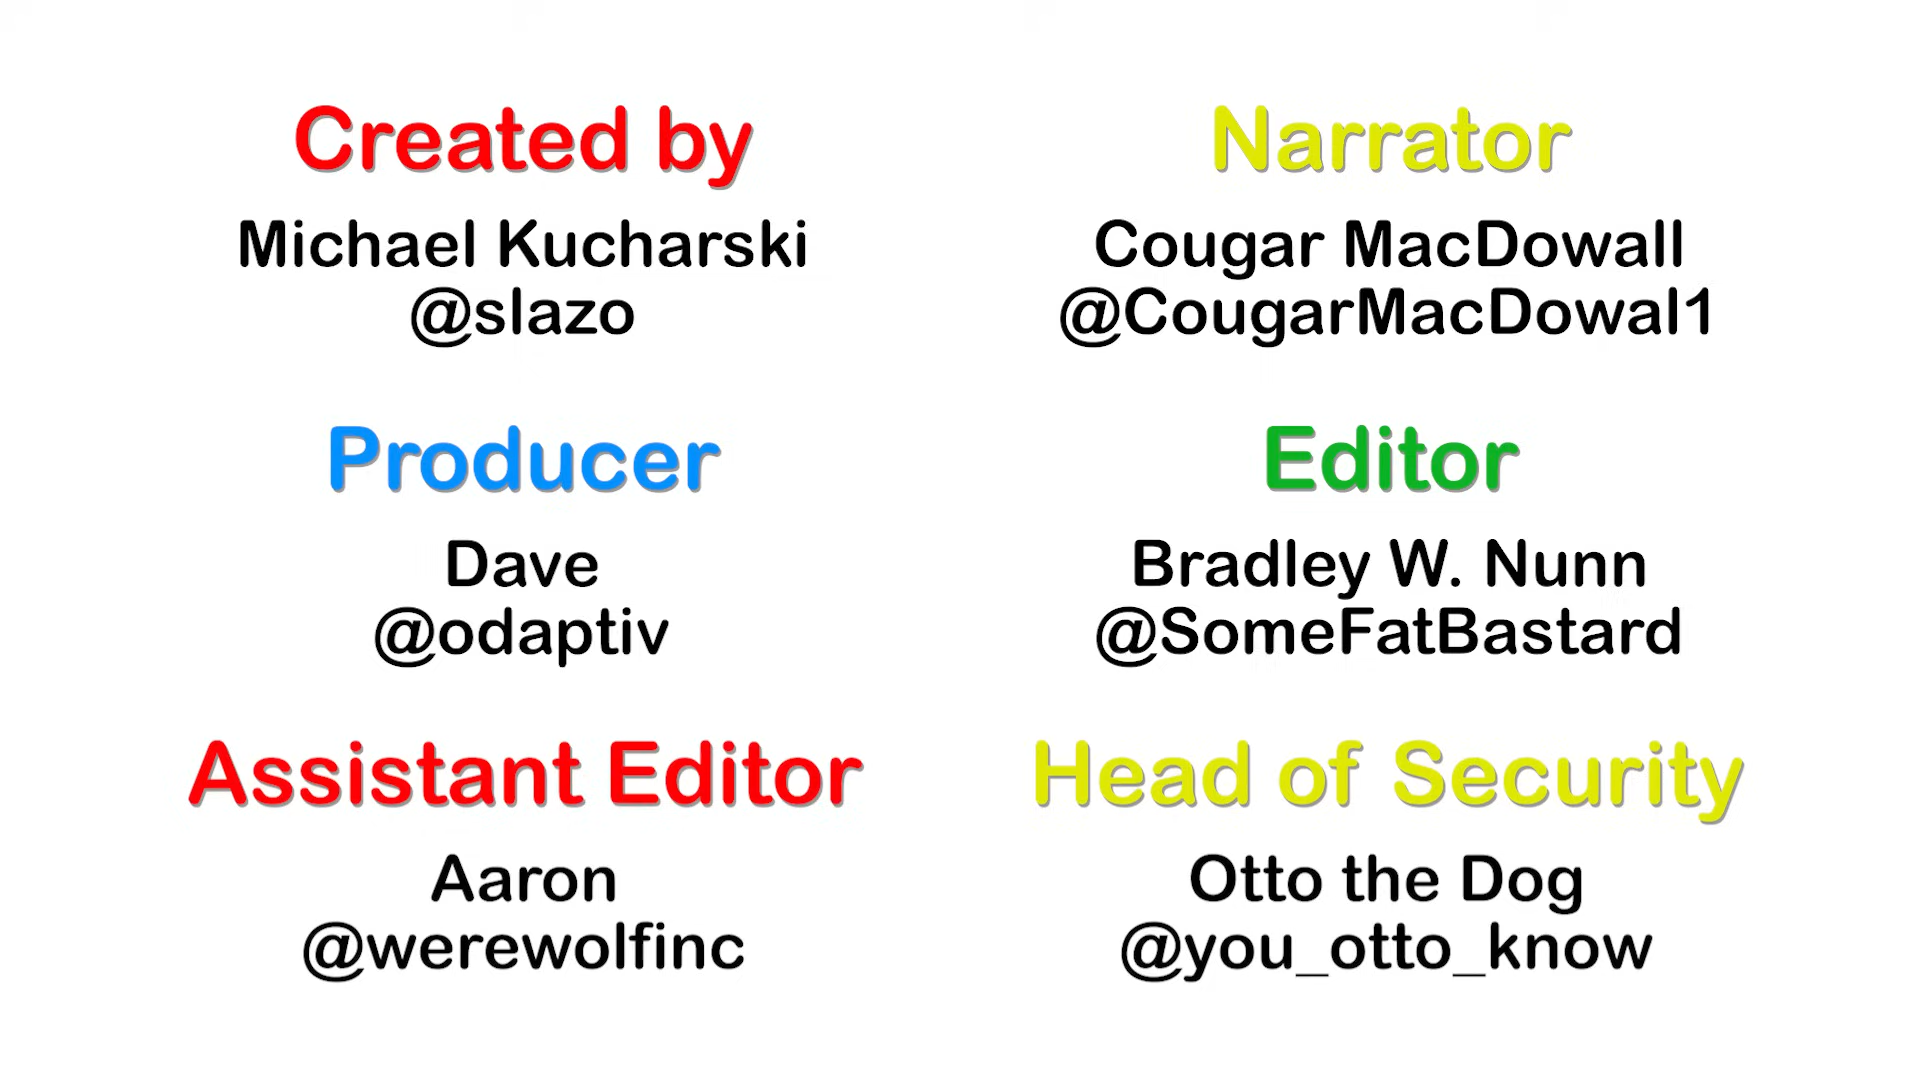 Created by
Michael Kucharski
@slazo
Narrator
Cougar MacDowall
@CougarMacDowal1
Producer
Dave
@odaptiv
Editor
Bradley W. Nunn
@SomeFatBastard
Assistant Editor
Aaron
@werewolfinc
Head of Security
Otto the Dog
@you_otto_know